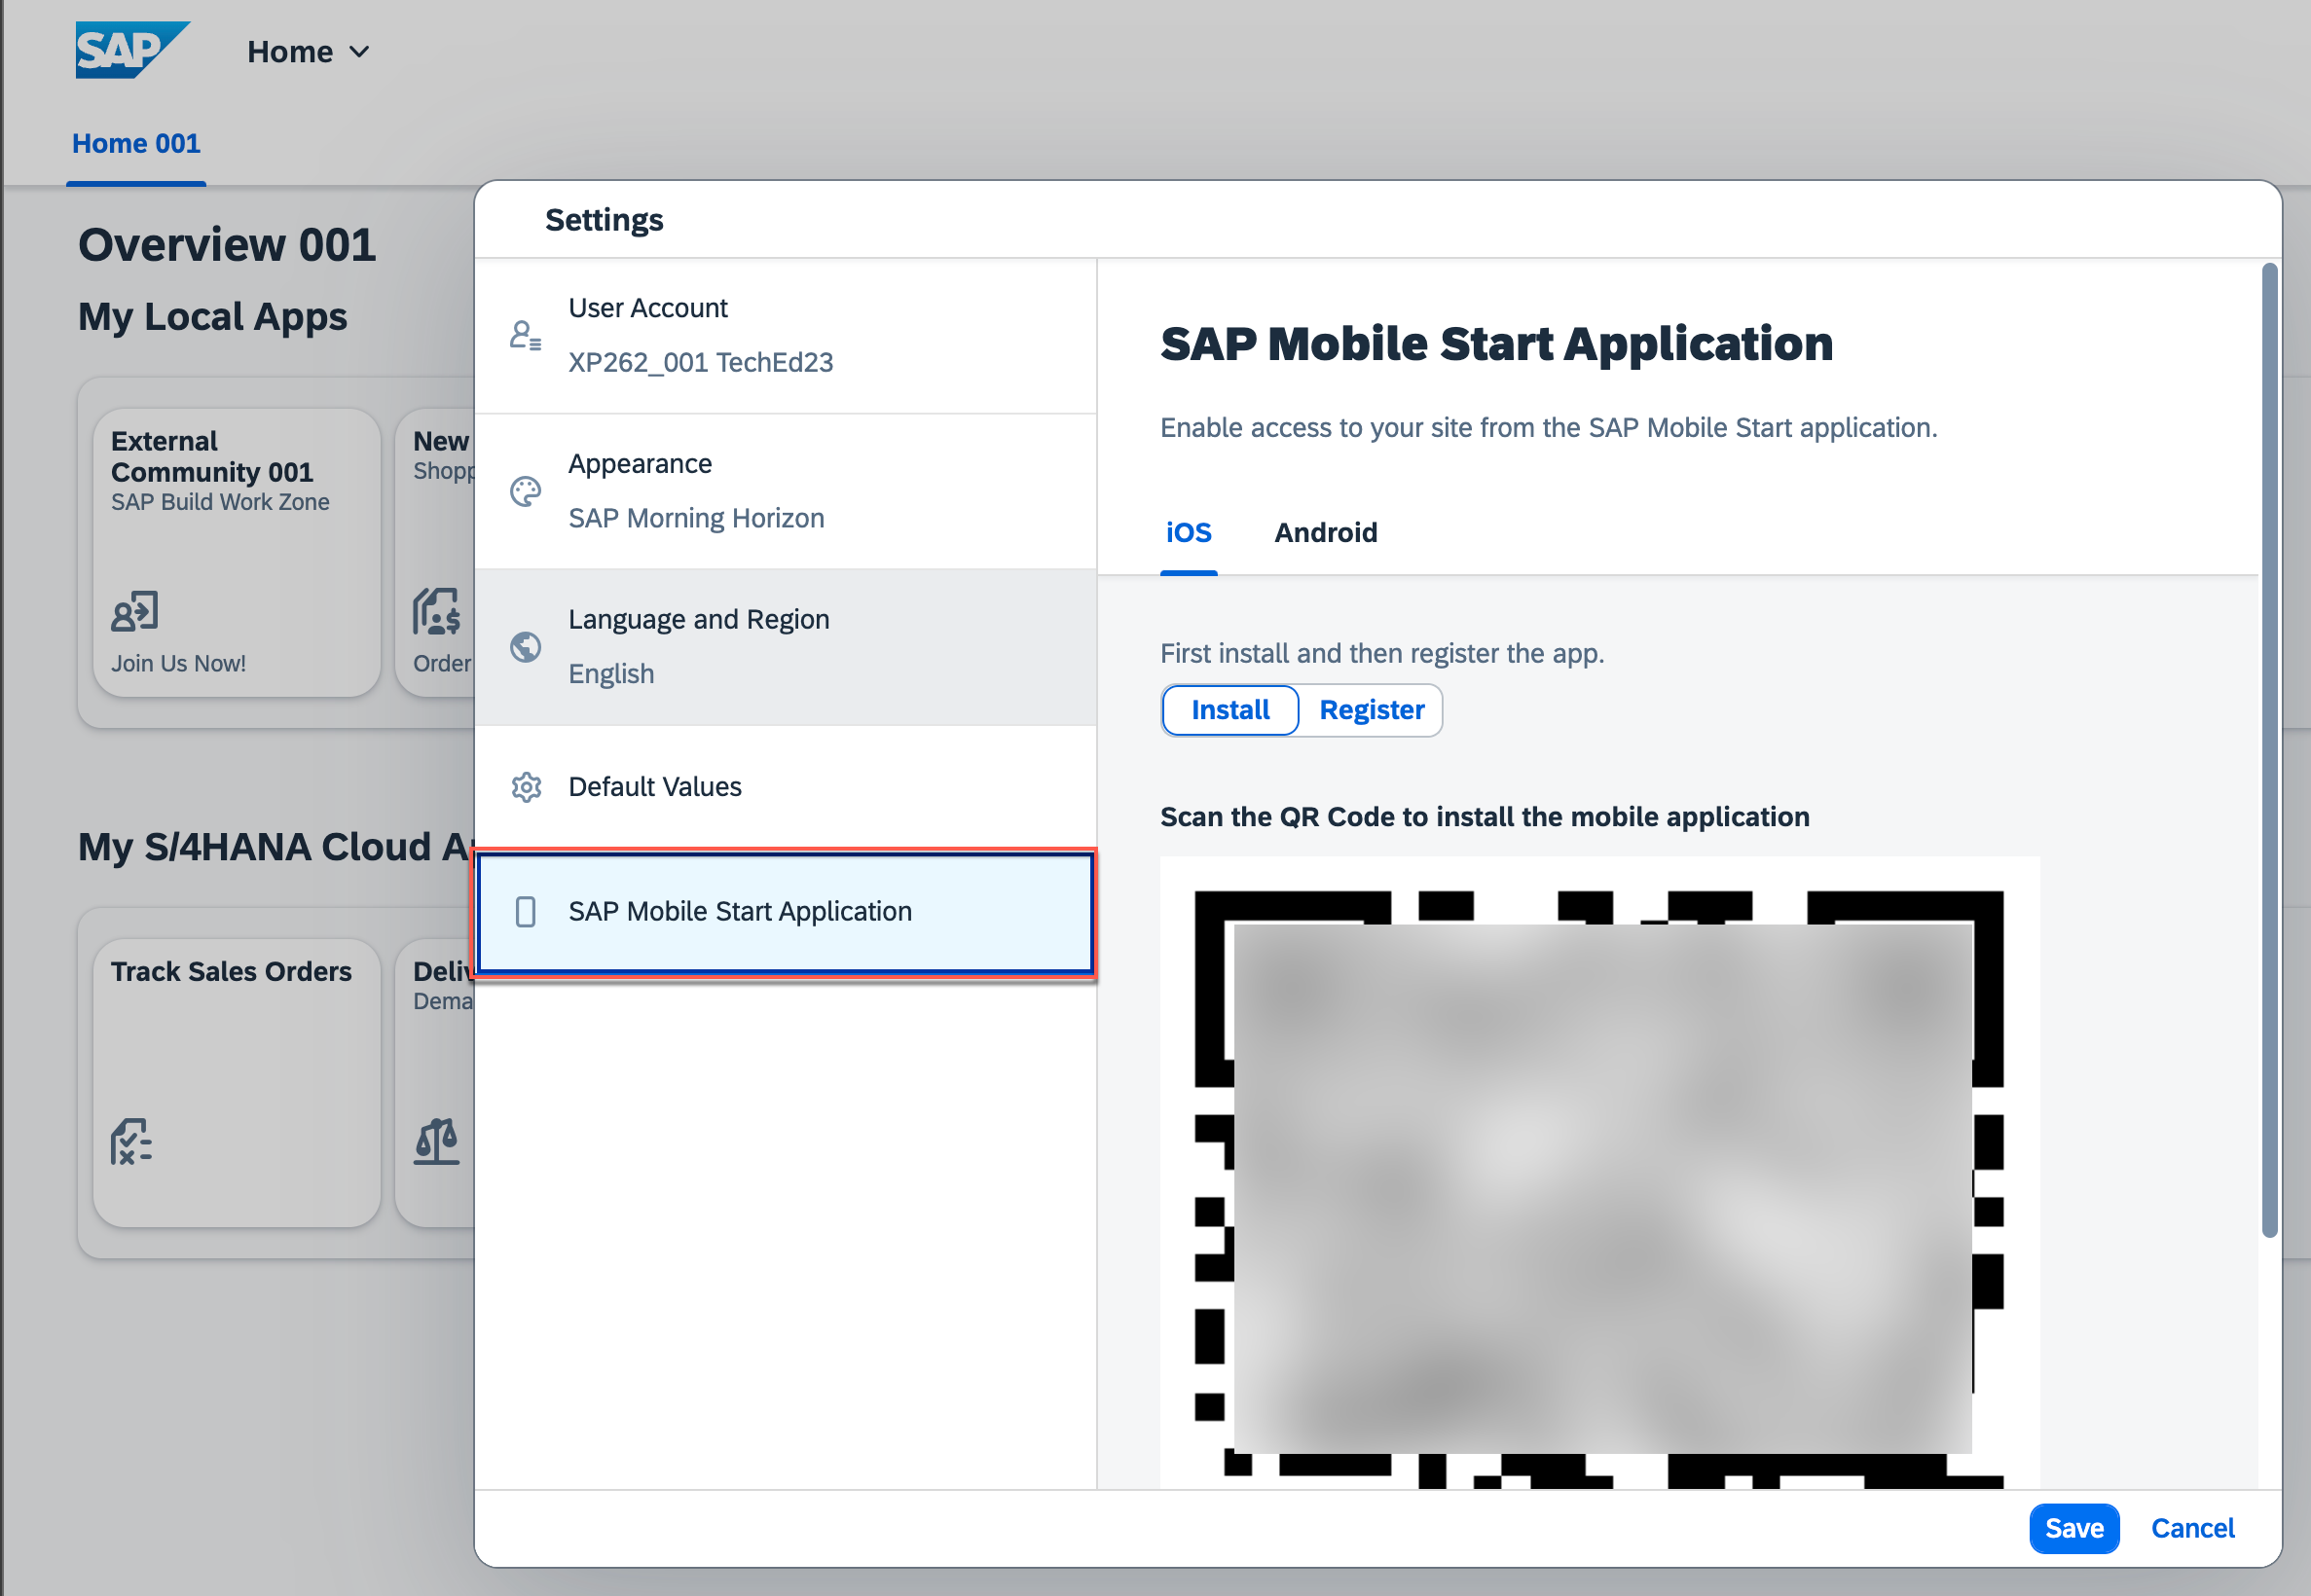 SAP
Home
Home 001
Overview 001
My Local Apps
External
Community 001
SAP Build Work Zone
Join Us Now!
New
Order
My S/4HANA Cloud
Track Sales Orders
Settings
User Account
XP262_001 TechEd23
Appearance
SAP Morning Horizon
Language and Region
English
Default Values
SAP Mobile Start Application
SAP Mobile Start Application
Enable access to your site from the SAP Mobile Start application.
iOS
Android
First install and then register the app.
Install
Register
Scan the QR Code to install the mobile application
Save
Cancel